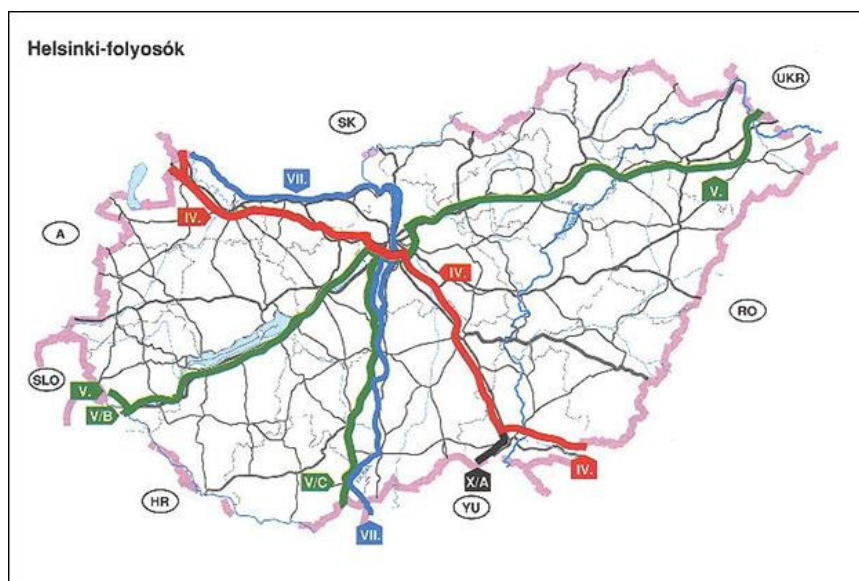 Helsinki-folyosók
UKR
SK
VII.
V.
IV.
A
IV.
RO
SLO
V.
V/B
V/C
X/A
IV.
HR
YU
VII.